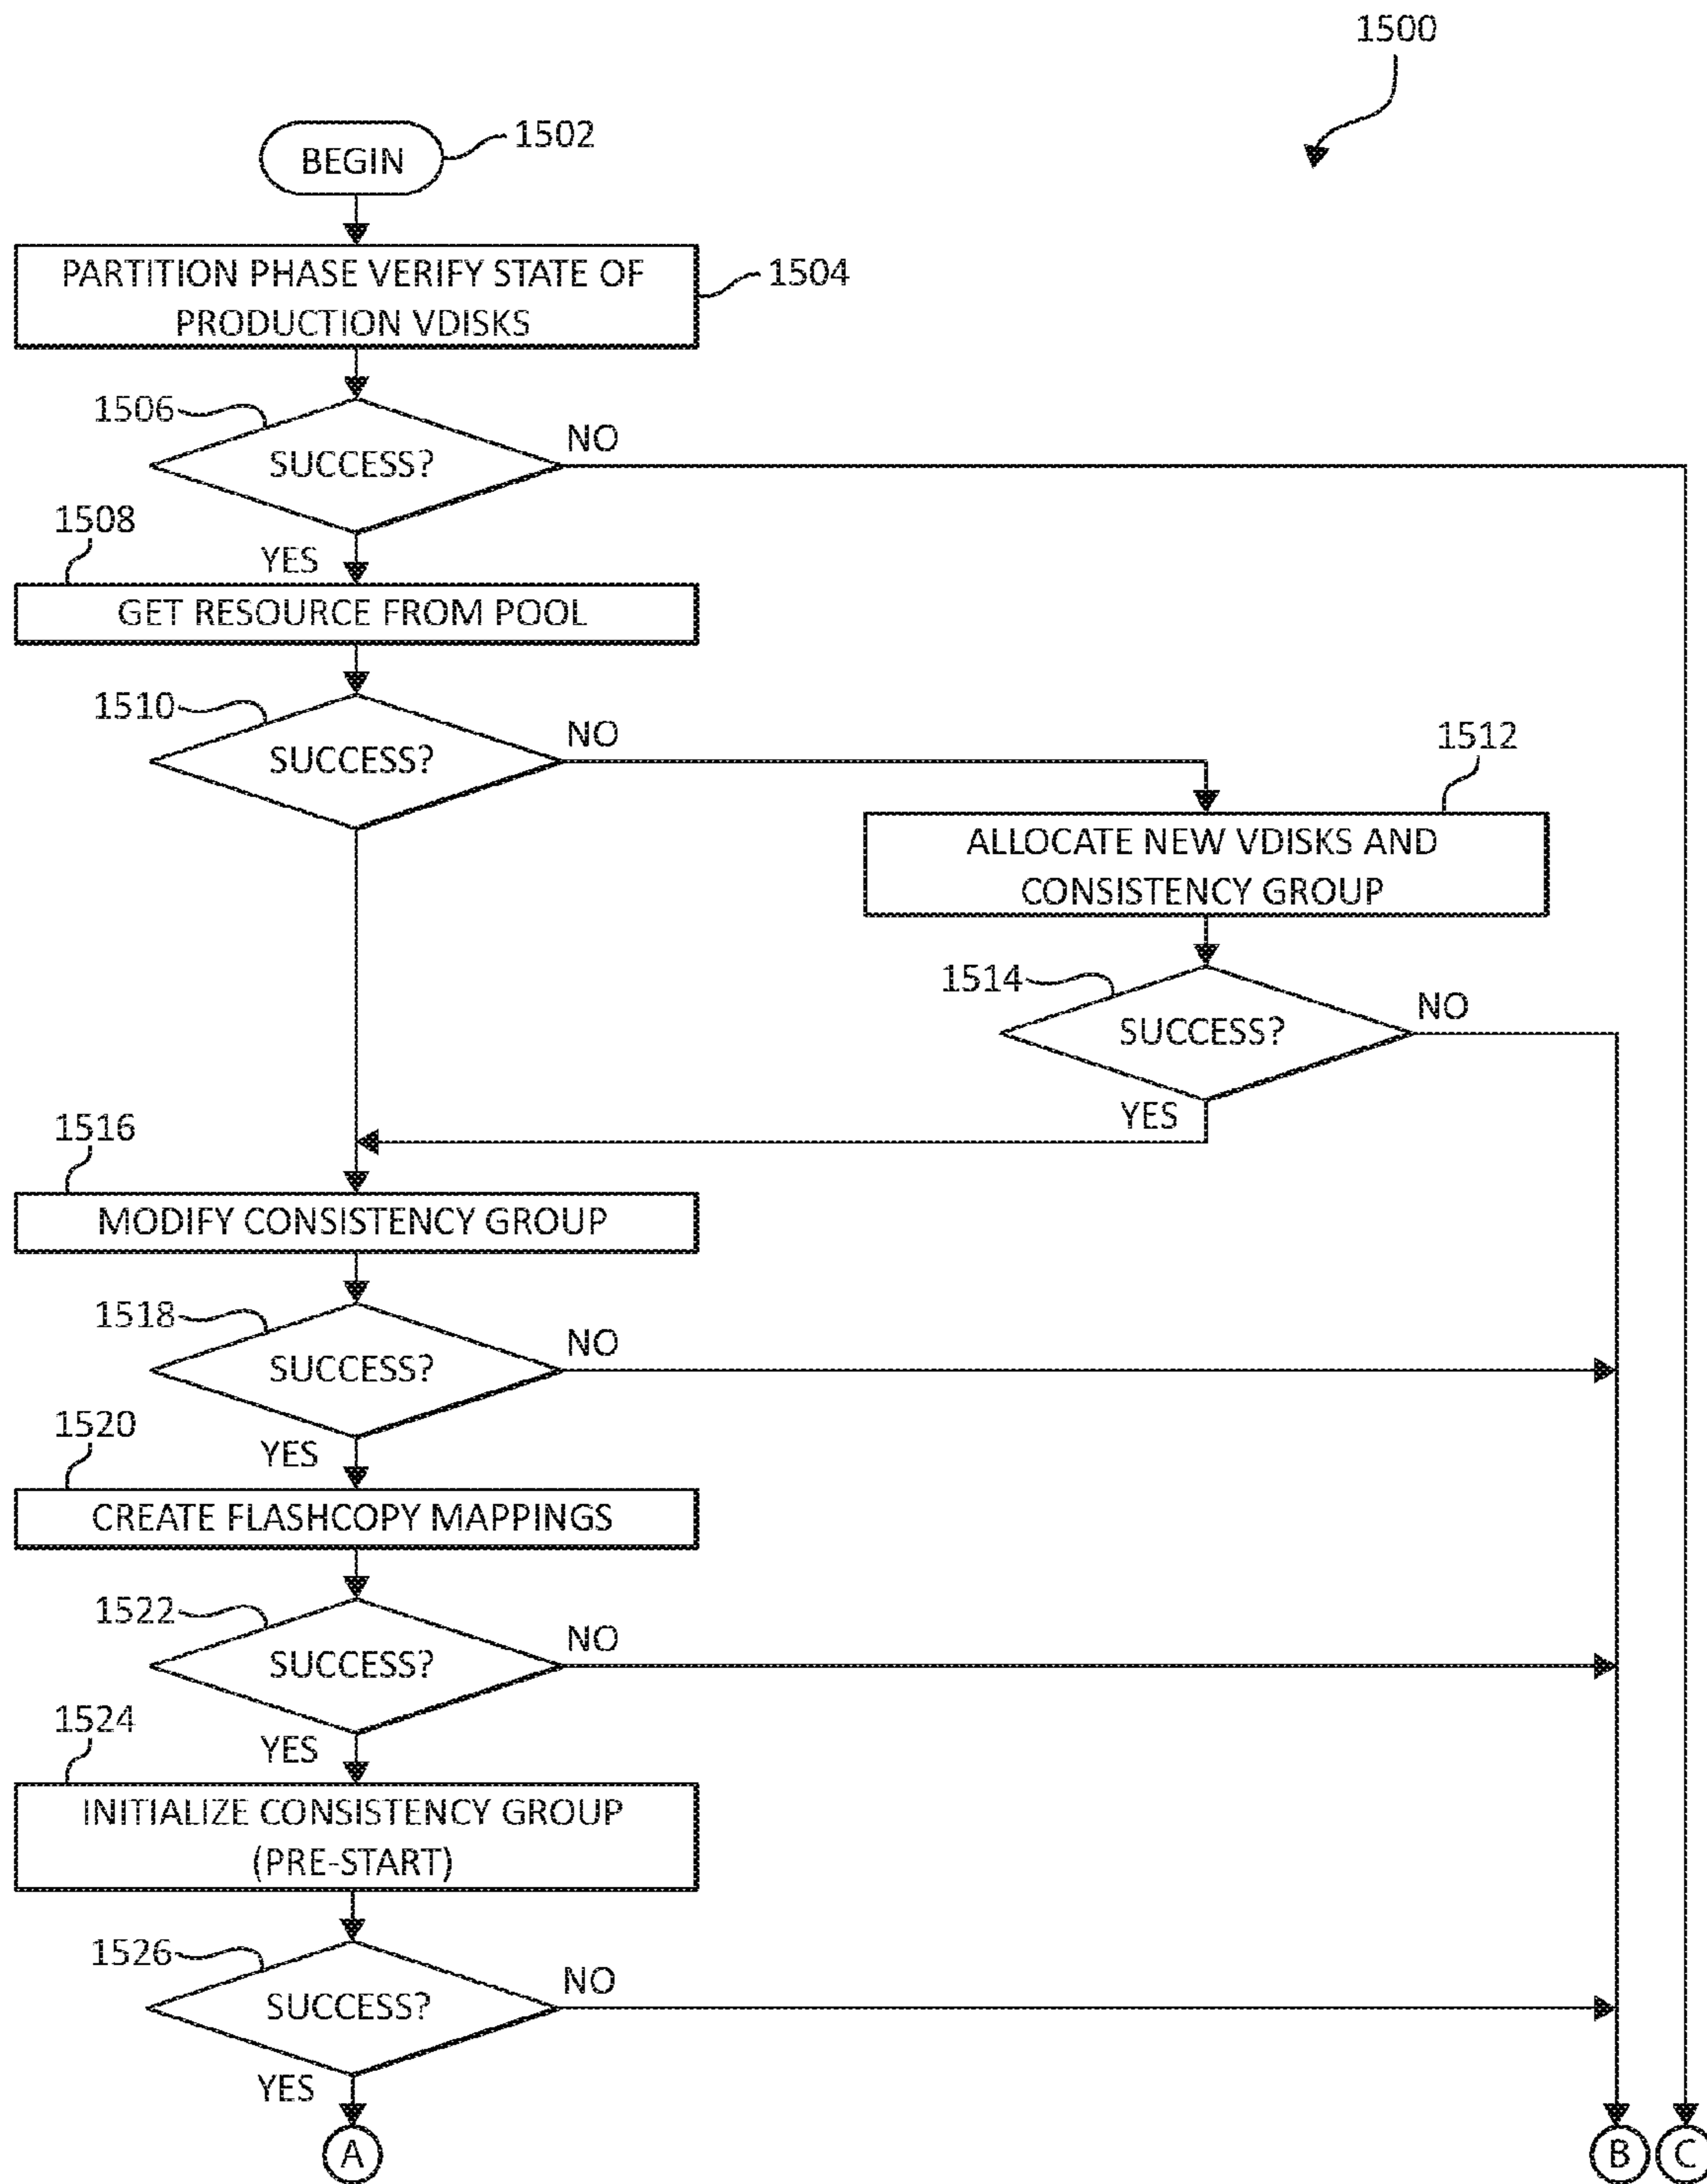 1500
BEGIN
1502
PARTITION PHASE VERIFY STATE OF
PRODUCTION VDISKS
1504
1506
SUCCESS?
NO
1508
YES
GET RESOURCE FROM POOL
1510
SUCCESS?
NO
1512
ALLOCATE NEW VDISKS AND
CONSISTENCY GROUP
1514
SUCCESS?
NO
YES
1516
MODIFY CONSISTENCY GROUP
1518
SUCCESS?
NO
1520
YES
CREATE FLASHCOPY MAPPINGS
1522
SUCCESS?
NO
1524
YES
INITIALIZE CONSISTENCY GROUP
(PRE-START)
1526
SUCCESS?
NO
YES
A
B
C